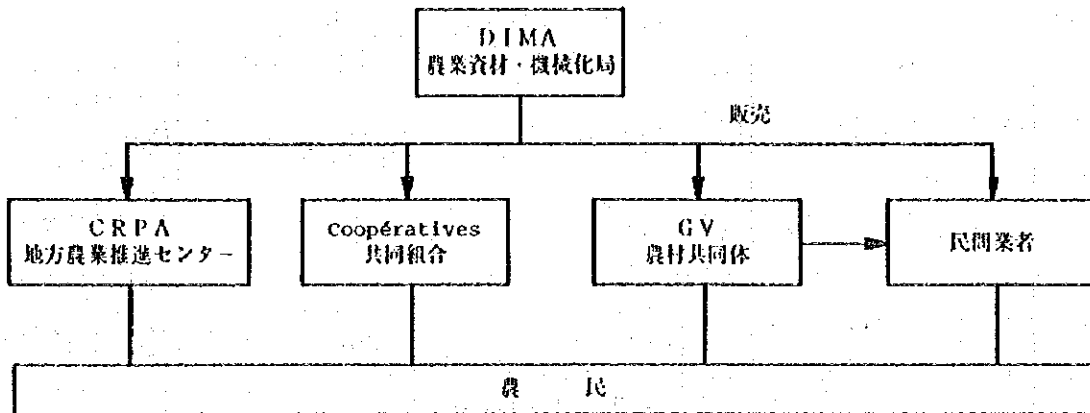 DIMA
農業資材・機械化局
販売
CRPA
地方農業推進センター
Coopératives
共同組合
GV
農村共同体
民間業者
農 民